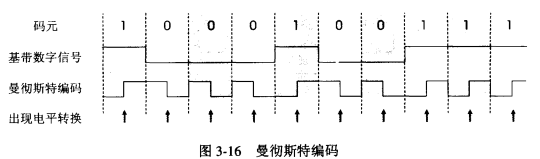 码元 1 0 0 0 1 0 0 1 1 1
基带数字信号
曼彻斯特编码
出现电平转换
图 3-16 曼彻斯特编码